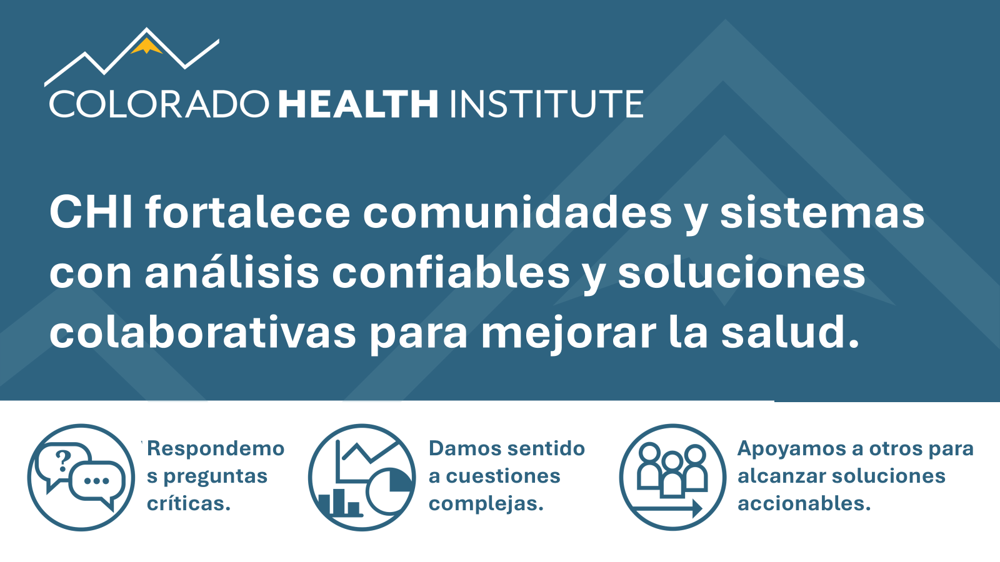 COLORADO HEALTH INSTITUTE
CHI fortalece comunidades y sistemas
con análisis confiables y soluciones
colaborativas para mejorar la salud.
?
Respondemo
s preguntas
críticas.
Damos sentido
a cuestiones
complejas.
Apoyamos a otros para
alcanzar soluciones
accionables.